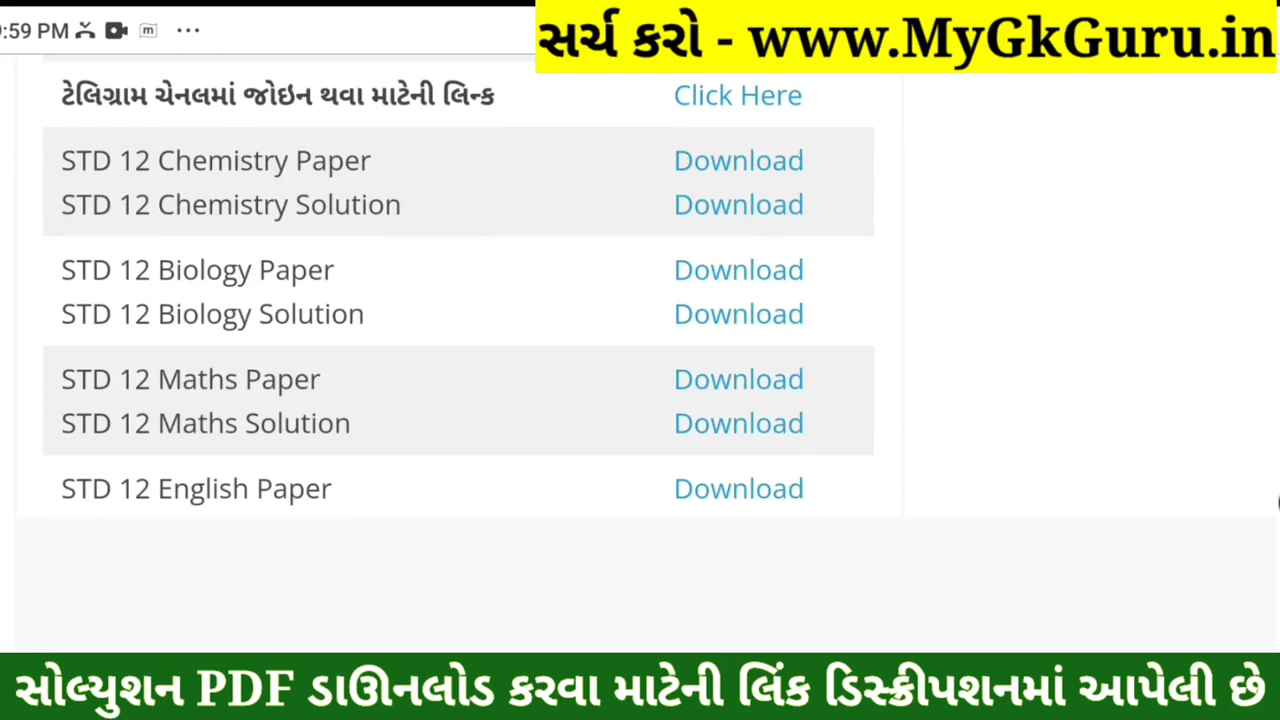 :59 PM
સર્ચ કરો - www.MyGkGuru.in
ટેલિગ્રામ ચેનલમાં જોઇન થવા માટેની લિન્ક Click Here
STD 12 Chemistry Paper Download
STD 12 Chemistry Solution Download
STD 12 Biology Paper Download
STD 12 Biology Solution Download
STD 12 Maths Paper Download
STD 12 Maths Solution Download
STD 12 English Paper Download
સોલ્યુશન PDF ડાઊનલોડ કરવા માટેની લિંક ડિસ્ક્રીપશનમાં આપેલી છે